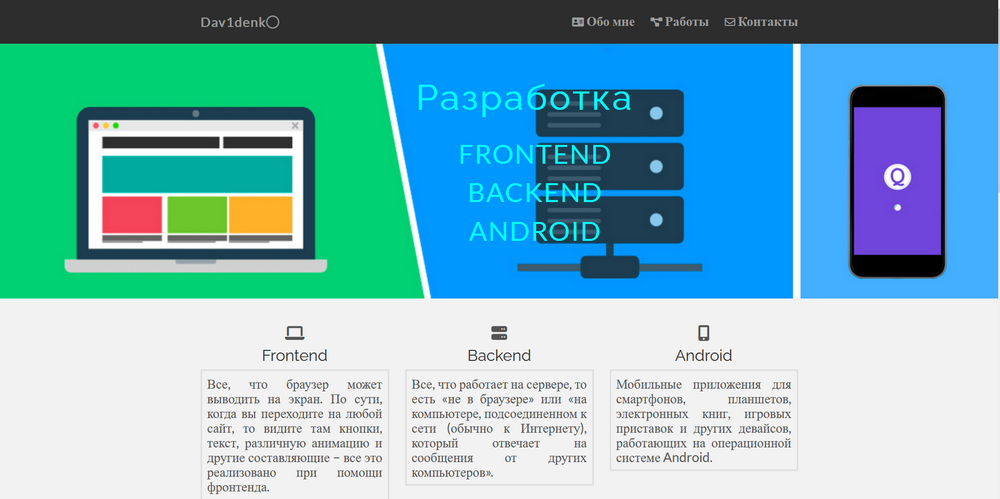 Dav1denkO
Обо мне
Работы
Контакты
Разработка
FRONTEND
BACKEND
ANDROID
Q
Frontend
Все, что браузер может
выводить на экран. По сути,
когда вы переходите на любой
сайт, то видите там кнопки,
текст, различную анимацию и
другие составляющие – все это
реализовано при помощи
фронтенда.
Backend
Все, что работает на сервере, то
есть «не в браузере» или «на
компьютере, подсоединенном к
сети (обычно к Интернету),
который отвечает на
сообщения от других
компьютеров».
Android
Мобильные приложения для
смартфонов, планшетов,
электронных книг, игровых
приставок и других девайсов,
работающих на операционной
системе Android.